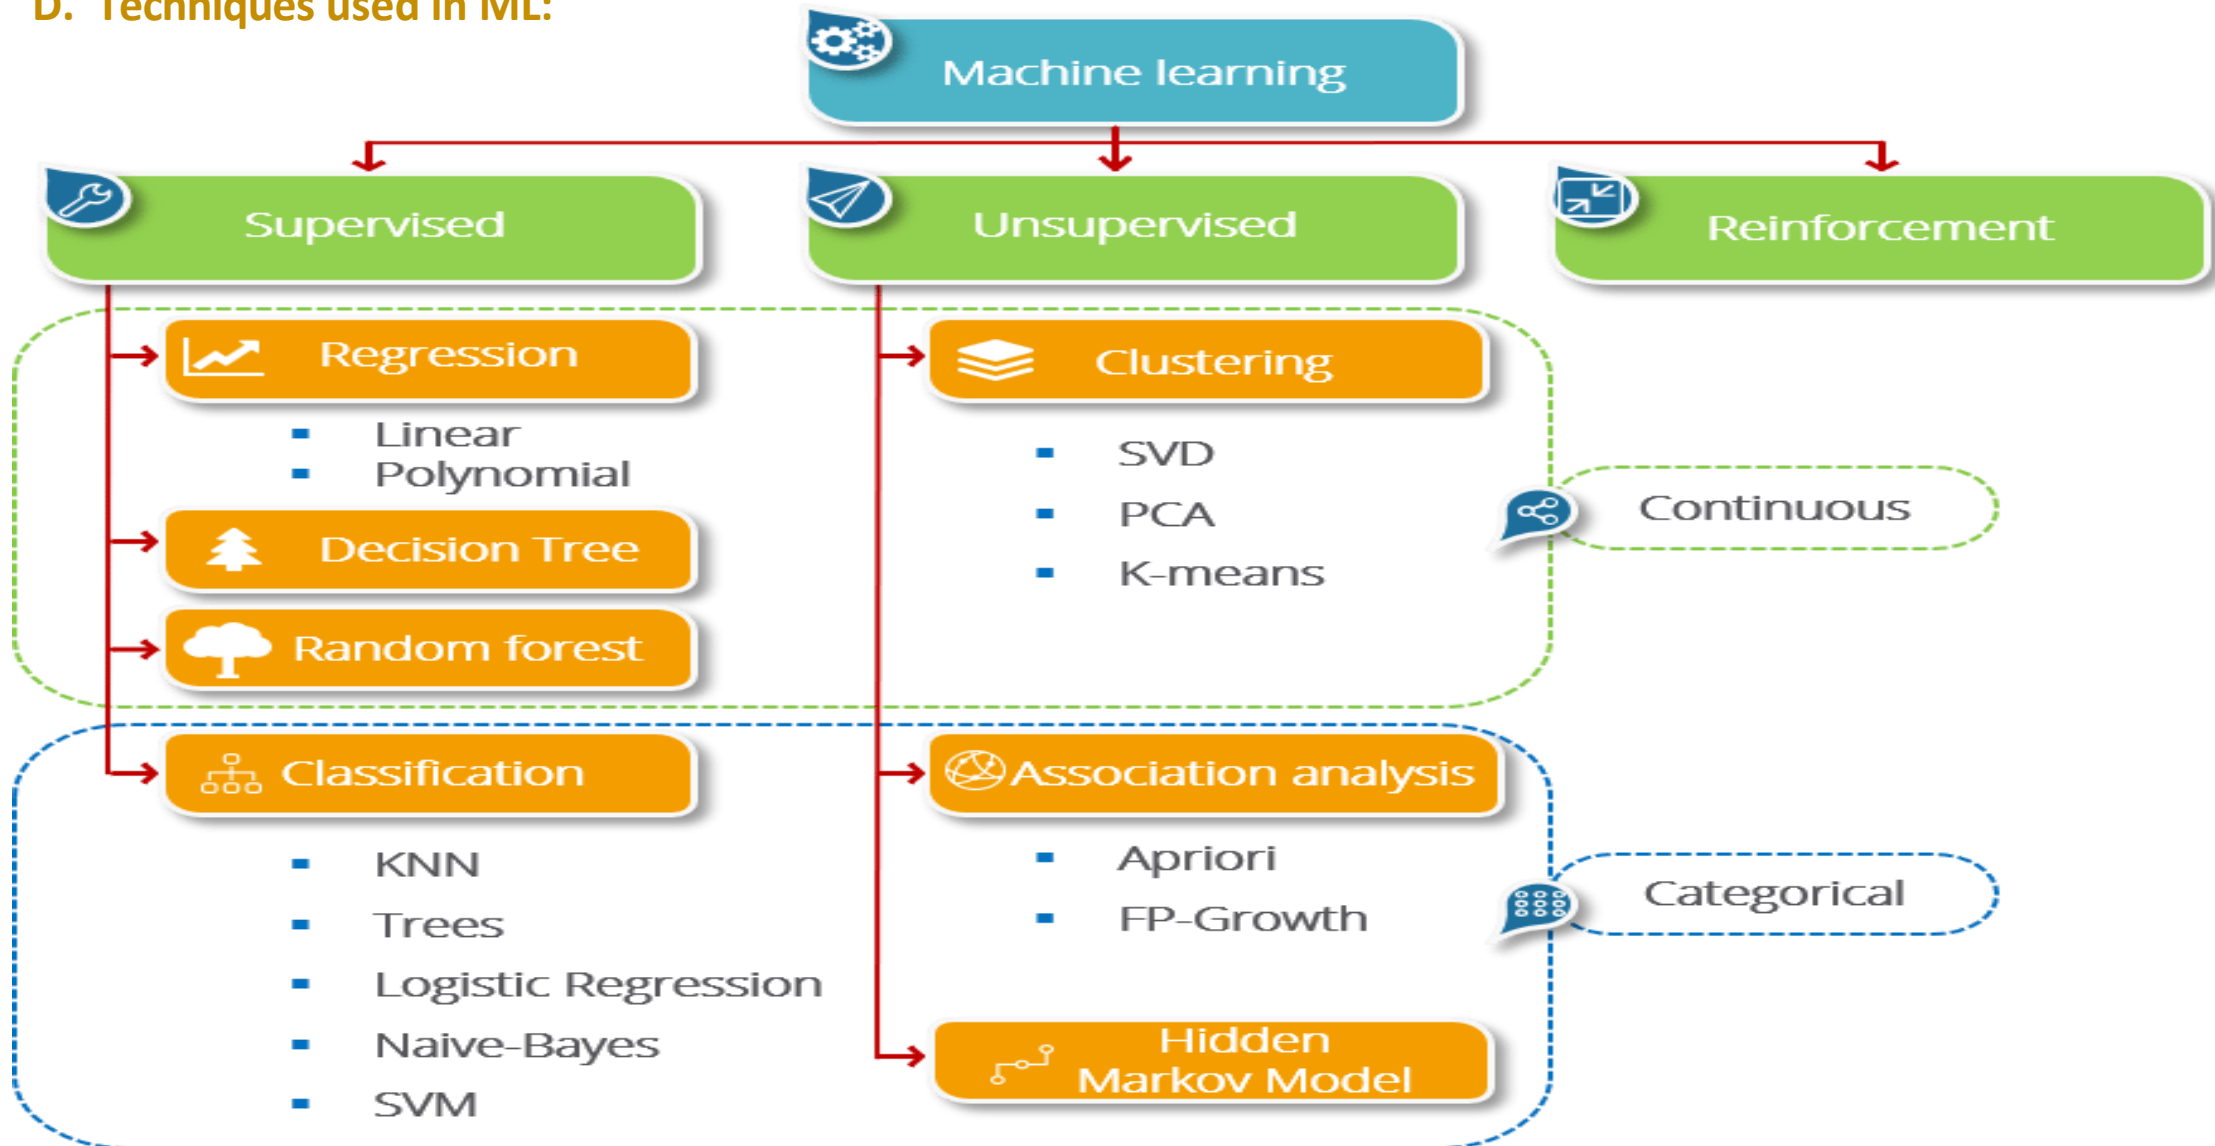 D. Techniques used in ML:
Machine learning
Supervised
Unsupervised
Reinforcement
Regression
Linear
Polynomial
Decision Tree
Random forest
Clustering
SVD
PCA
K-means
Continuous
Classification
KNN
Trees
Logistic Regression
Naive-Bayes
SVM
Association analysis
Apriori
FP-Growth
Hidden
Markov Model
Categorical